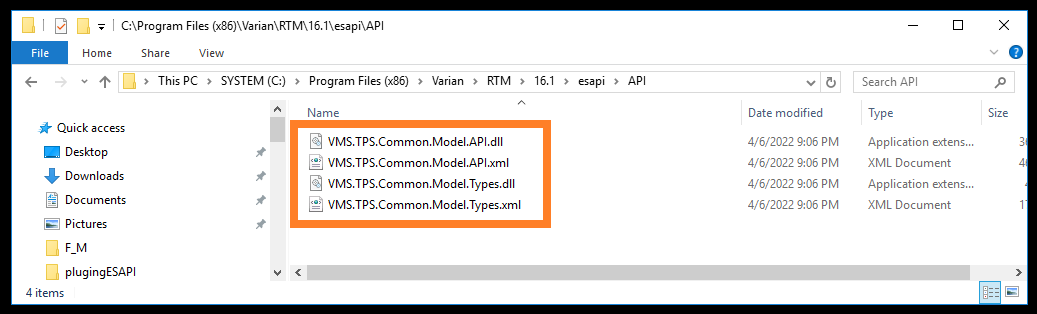 C:\Program Files (x86)\Varian\RTM\16.1\esapi\API
File Home Share View
This PC SYSTEM (C:) Program Files (x86) Varian RTM 16.1 esapi API
Search API
Name Date modified Type Size
Quick access
Desktop
Downloads
Documents
Pictures
F_M
plugingESAPI
VMS.TPS.Common.Model.API.dll 4/6/2022 9:06 PM Application extens...
VMS.TPS.Common.Model.API.xml 4/6/2022 9:06 PM XML Document
VMS.TPS.Common.Model.Types.dll 4/6/2022 9:06 PM Application extens...
VMS.TPS.Common.Model.Types.xml 4/6/2022 9:06 PM XML Document
4 items